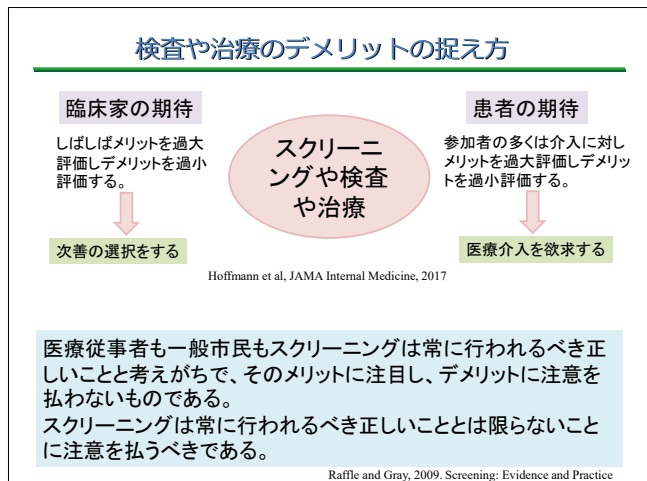 検査や治療のデメリットの捉え方
臨床家の期待
しばしばメリットを過大
評価しデメリットを過小
評価する。
次善の選択をする
スクリーニ
ングや検査
や治療
患者の期待
参加者の多くは介入に対し
メリットを過大評価しデメリッ
トを過小評価する。
医療介入を欲求する
Hoffmann et al, JAMA Internal Medicine, 2017
医療従事者も一般市民もスクリーニングは常に行われるべき正
しいことと考えがちで、そのメリットに注目し、デメリットに注意を
払わないものである。
スクリーニングは常に行われるべき正しいこととは限らないこと
に注意を払うべきである。
Raffle and Gray, 2009. Screening: Evidence and Practice